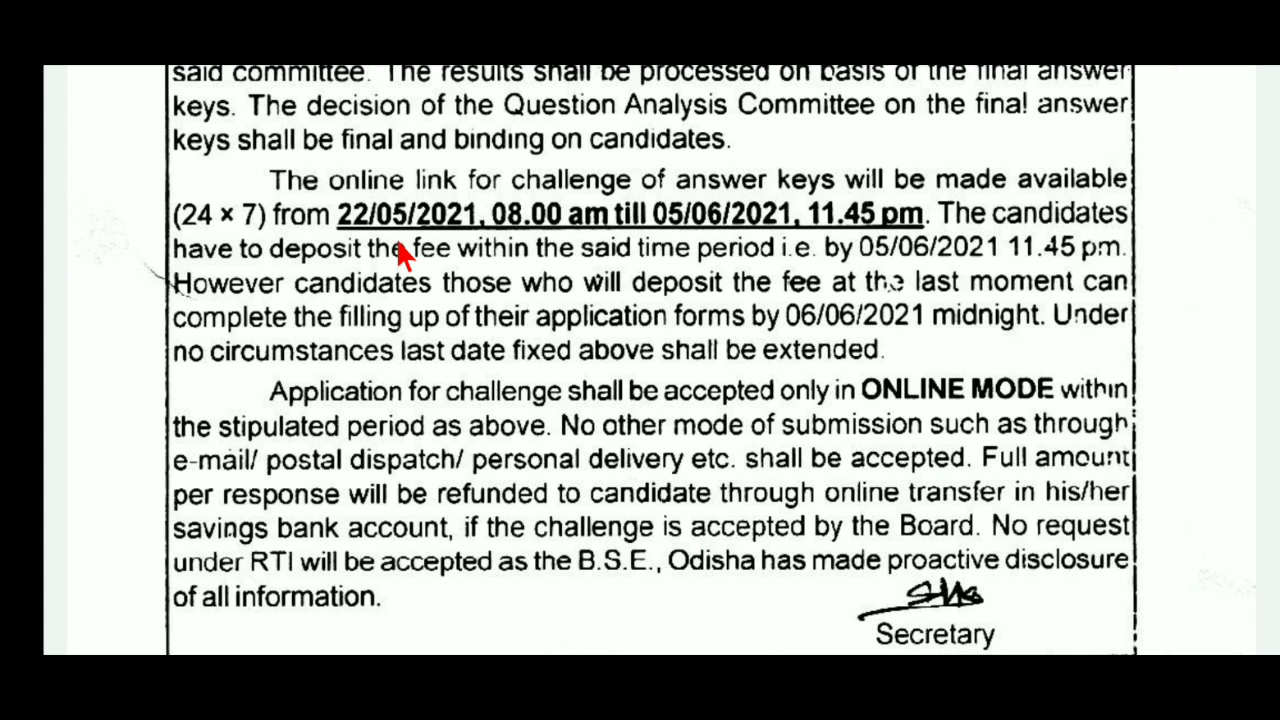 said committee. The results shall be processed on basis of the final answer
keys. The decision of the Question Analysis Committee on the final answer
keys shall be final and binding on candidates.
The online link for challenge of answer keys will be made available
(24 × 7) from 22/05/2021, 08.00 am till 05/06/2021, 11.45 pm. The candidates
have to deposit the fee within the said time period i.e. by 05/06/2021 11.45 pm.
However candidates those who will deposit the fee at the last moment can
complete the filling up of their application forms by 06/06/2021 midnight. Under
no circumstances last date fixed above shall be extended.
Application for challenge shall be accepted only in ONLINE MODE within
the stipulated period as above. No other mode of submission such as through
e-mail/ postal dispatch/ personal delivery etc. shall be accepted. Full amount
per response will be refunded to candidate through online transfer in his/her
savings bank account, if the challenge is accepted by the Board. No request
under RTI will be accepted as the B.S.E., Odisha has made proactive disclosure
of all information.
Secretary